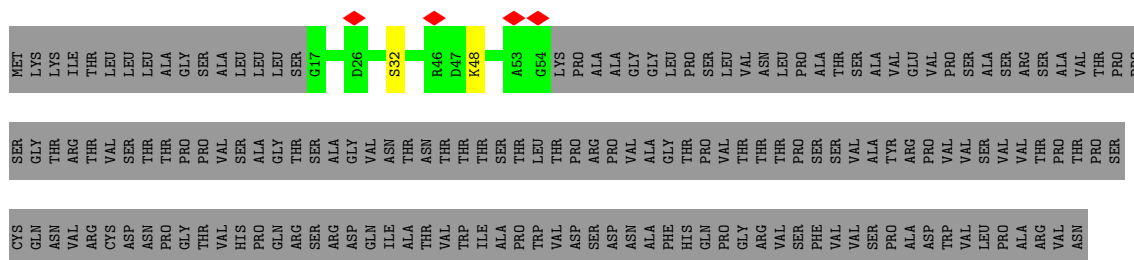 MET LYS LYS ILE THR LEU LEU LEU ALA GLY SER ALA LEU LEU LEU SER G17 D26 S32 R46 D47 K48 A53 G54 LYS PRO ALA ALA GLY GLY LEU PRO SER LEU VAL ASN LEU PRO ALA THR SER ALA VAL GLU VAL PRO SER ALA SER ARG SER ALA VAL THR PRO PRO
SER GLY THR ARG THR VAL SER THR THR PRO PRO VAL SER ALA GLY THR SER ALA GLY VAL ASN THR ASN THR THR THR SER THR LEU THR PRO ARG PRO VAL ALA GLY THR PRO VAL THR THR THR PRO SER SER VAL ALA TYR ARG PRO VAL VAL SER VAL VAL THR PRO THR PRO SER
CYS GLN ASN VAL ARG CYS ASP ASN PRO GLY THR VAL HIS PRO GLN ARG SER ARG ASP GLN ILE ALA THR VAL TRP ILE ALA PRO TRP VAL ASP SER ASP ASN ALA PHE HIS GLN PRO GLY ARG VAL SER PHE VAL VAL SER PRO ALA ASP TRP VAL LEU PRO ALA ARG VAL ASN